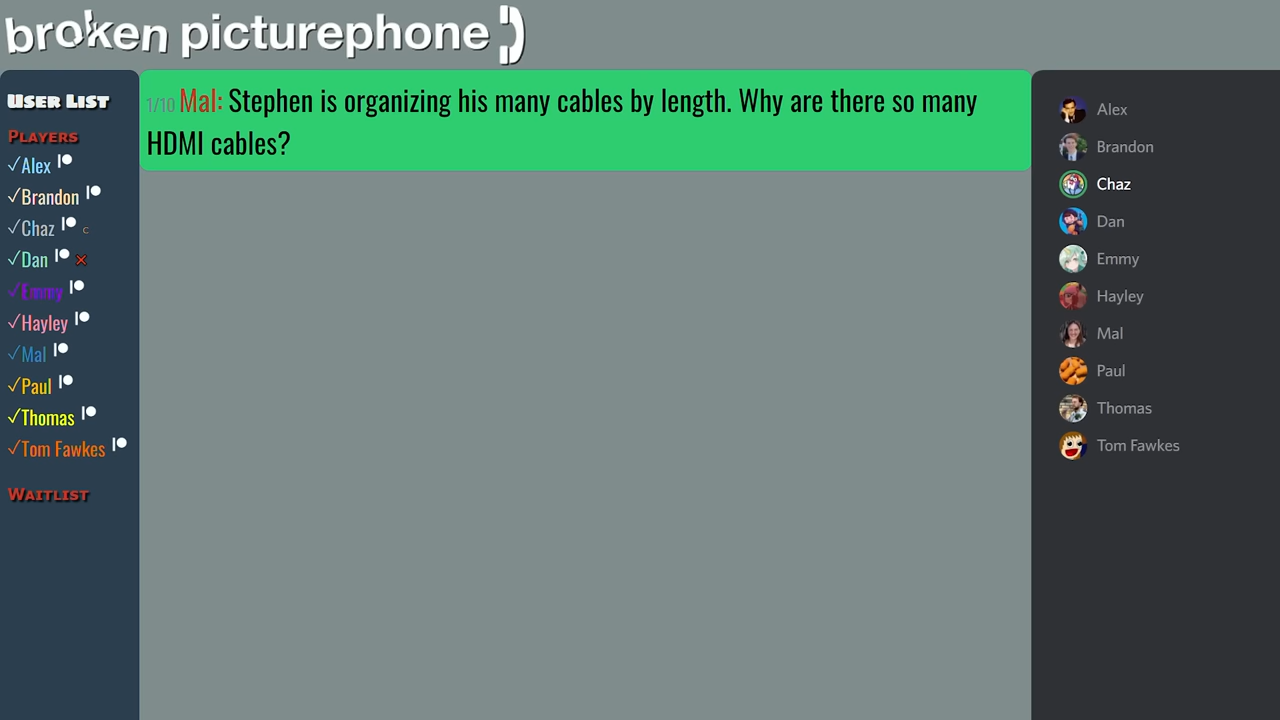 broken picturephone
User List
Players
✓Alex
✓Brandon
✓Chaz c
✓Dan ✕
✓Emmy
✓Hayley
✓Mal
✓Paul
✓Thomas
✓Tom Fawkes
Waitlist
1/10 Mal: Stephen is organizing his many cables by length. Why are there so many
HDMI cables?
Alex
Brandon
Chaz
Dan
Emmy
Hayley
Mal
Paul
Thomas
Tom Fawkes